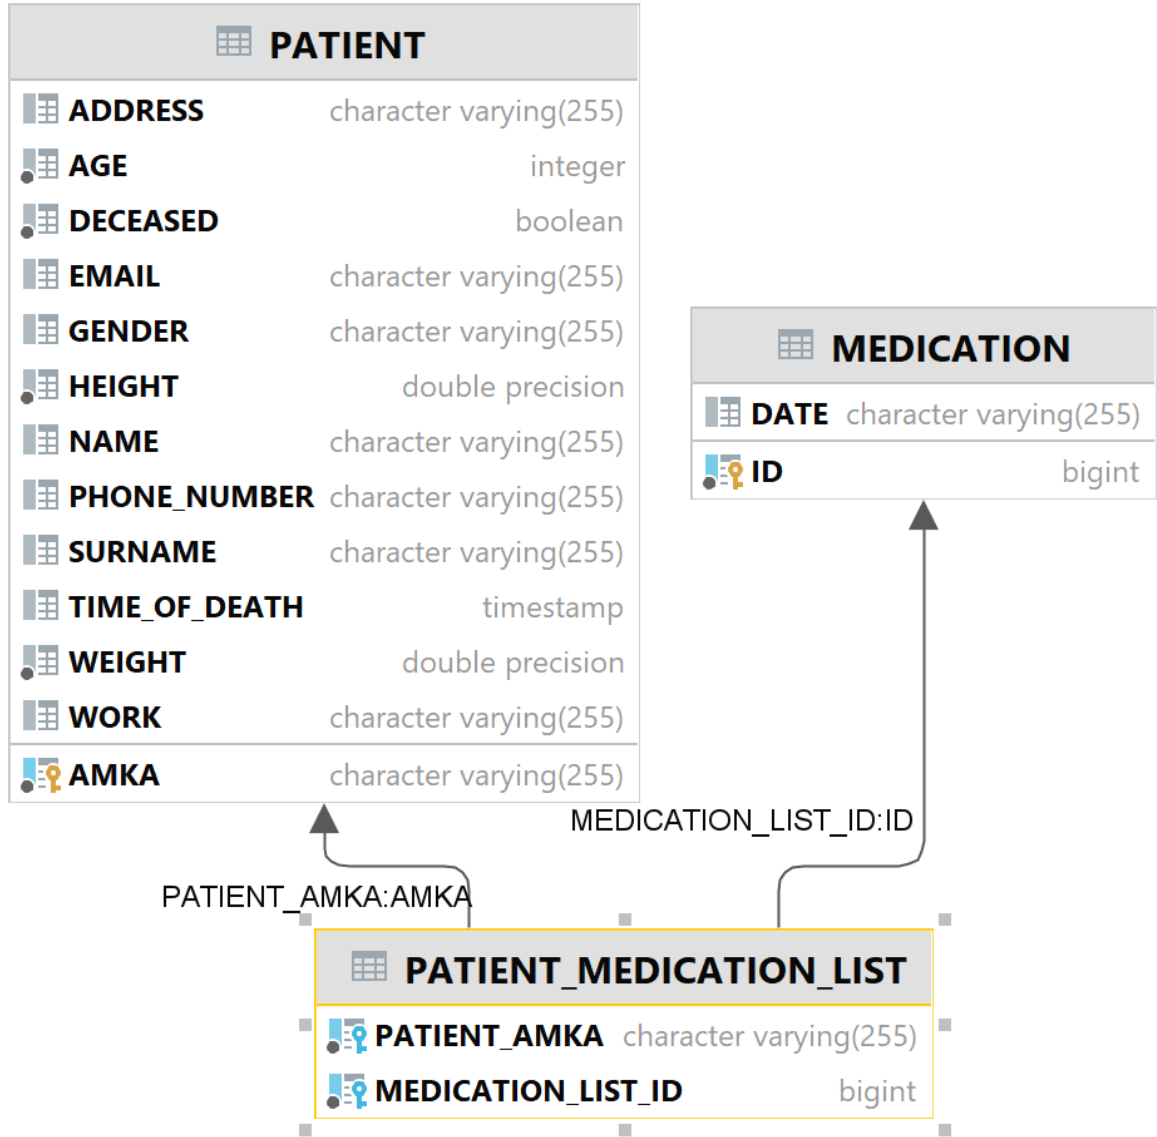 PATIENT
ADDRESS character varying(255)
AGE integer
DECEASED boolean
EMAIL character varying(255)
GENDER character varying(255)
HEIGHT double precision
NAME character varying(255)
PHONE_NUMBER character varying(255)
SURNAME character varying(255)
TIME_OF_DEATH timestamp
WEIGHT double precision
WORK character varying(255)
AMKA character varying(255)
MEDICATION
DATE character varying(255)
ID bigint
MEDICATION_LIST_ID:ID
PATIENT_AMKA:AMKA
PATIENT_MEDICATION_LIST
PATIENT_AMKA character varying(255)
MEDICATION_LIST_ID bigint